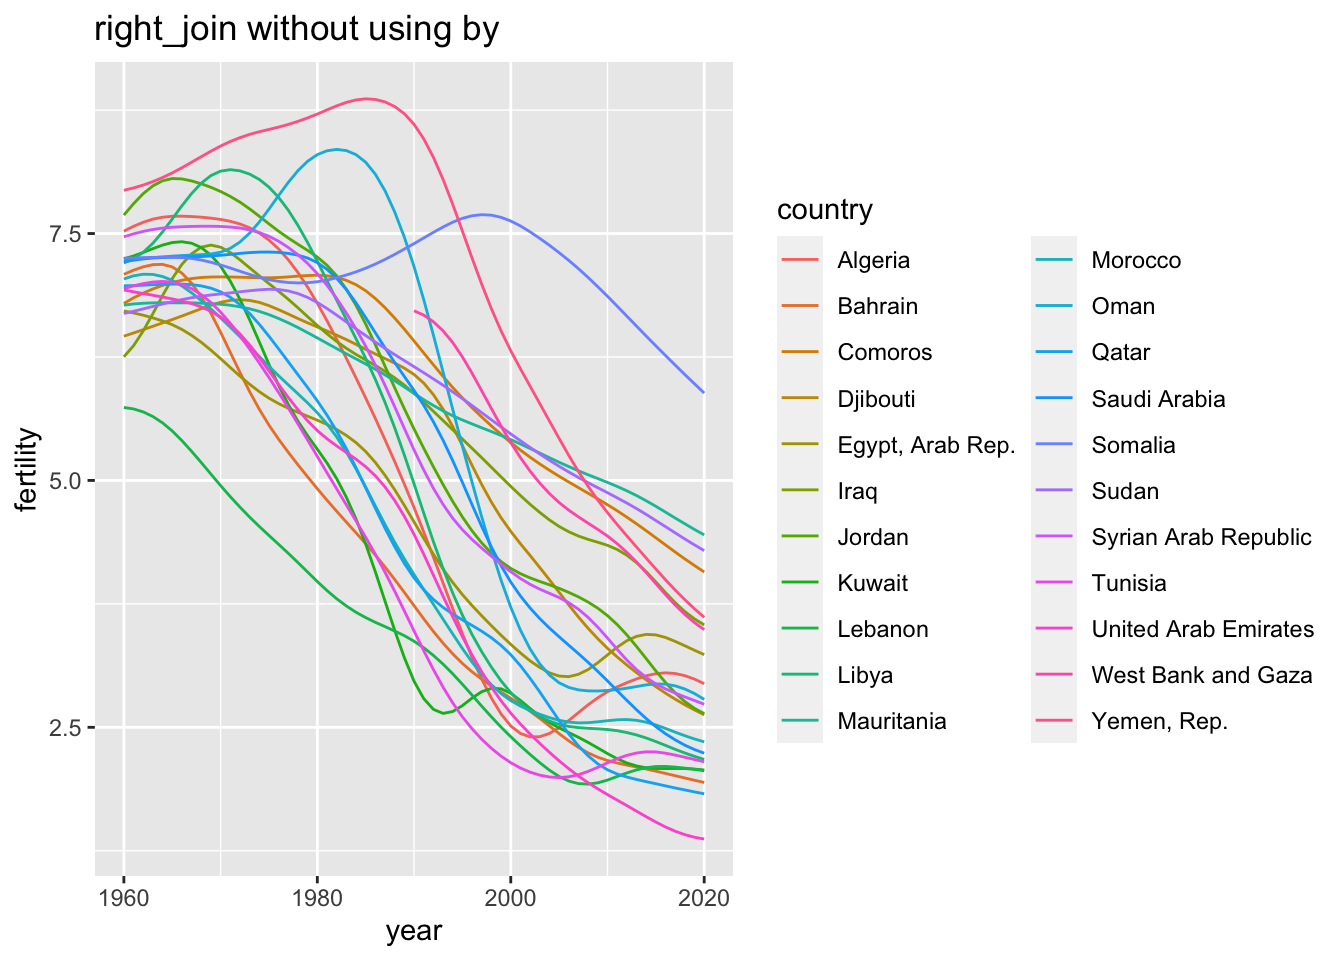 right_join without using by
fertility
7.5
5.0
2.5
1960 1980 2000 2020
year
country
Algeria
Bahrain
Comoros
Djibouti
Egypt, Arab Rep.
Iraq
Jordan
Kuwait
Lebanon
Libya
Mauritania
Morocco
Oman
Qatar
Saudi Arabia
Somalia
Sudan
Syrian Arab Republic
Tunisia
United Arab Emirates
West Bank and Gaza
Yemen, Rep.